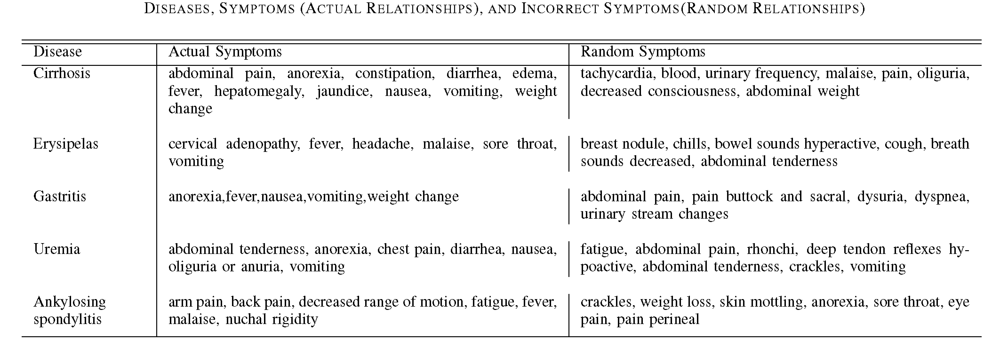 DISEASES, SYMPTOMS (ACTUAL RELATIONSHIPS), AND INCORRECT SYMPTOMS(RANDOM RELATIONSHIPS)
Disease
Actual Symptoms
Random Symptoms
Cirrhosis
abdominal pain, anorexia, constipation, diarrhea, edema,
fever, hepatomegaly, jaundice, nausea, vomiting, weight
change
tachycardia, blood, urinary frequency, malaise, pain, oliguria,
decreased consciousness, abdominal weight
Erysipelas
cervical adenopathy, fever, headache, malaise, sore throat,
vomiting
breast nodule, chills, bowel sounds hyperactive, cough, breath
sounds decreased, abdominal tenderness
Gastritis
anorexia,fever,nausea,vomiting,weight change
abdominal pain, pain buttock and sacral, dysuria, dyspnea,
urinary stream changes
Uremia
abdominal tenderness, anorexia, chest pain, diarrhea, nausea,
oliguria or anuria, vomiting
fatigue, abdominal pain, rhonchi, deep tendon reflexes hy-
poactive, abdominal tenderness, crackles, vomiting
Ankylosing
spondylitis
arm pain, back pain, decreased range of motion, fatigue, fever,
malaise, nuchal rigidity
crackles, weight loss, skin mottling, anorexia, sore throat, eye
pain, pain perineal